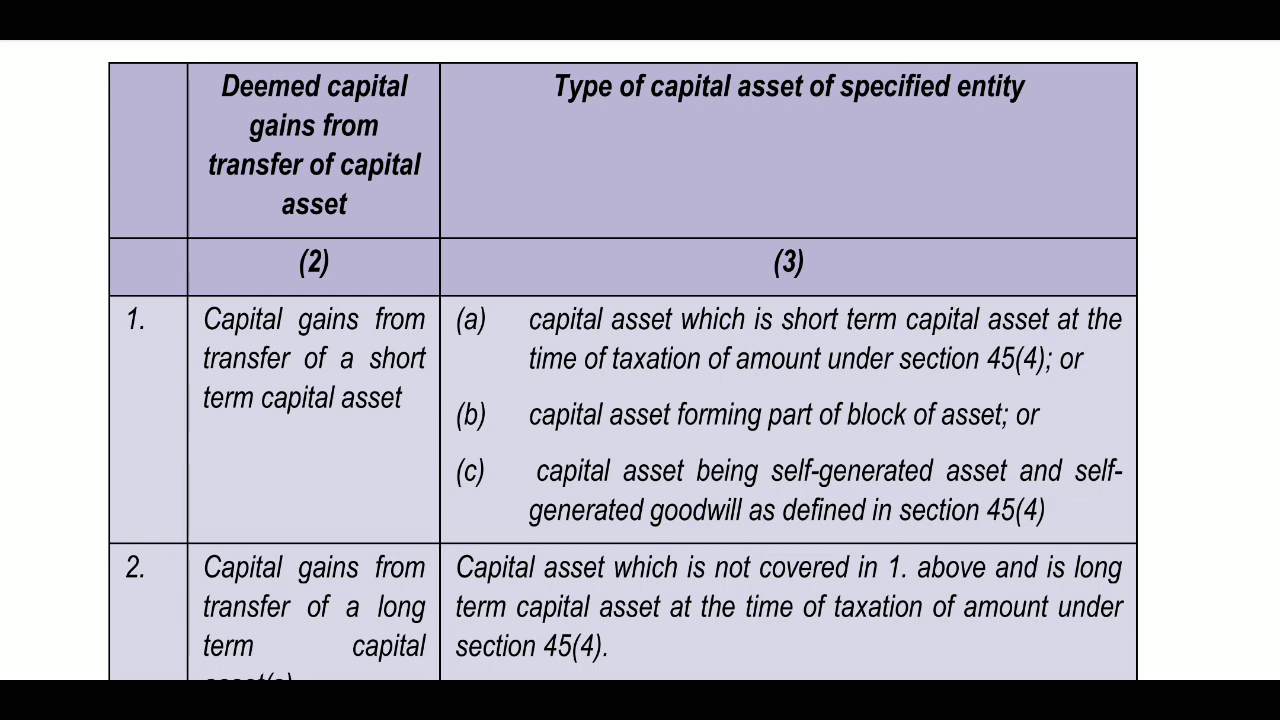 Deemed capital
gains from
transfer of capital
asset
Type of capital asset of specified entity
(2)
(3)
1.
Capital gains from
transfer of a short
term capital asset
(a) capital asset which is short term capital asset at the
time of taxation of amount under section 45(4); or
(b) capital asset forming part of block of asset; or
(c) capital asset being self-generated asset and self-
generated goodwill as defined in section 45(4)
2.
Capital gains from
transfer of a long
term capital
Capital asset which is not covered in 1. above and is long
term capital asset at the time of taxation of amount under
section 45(4).